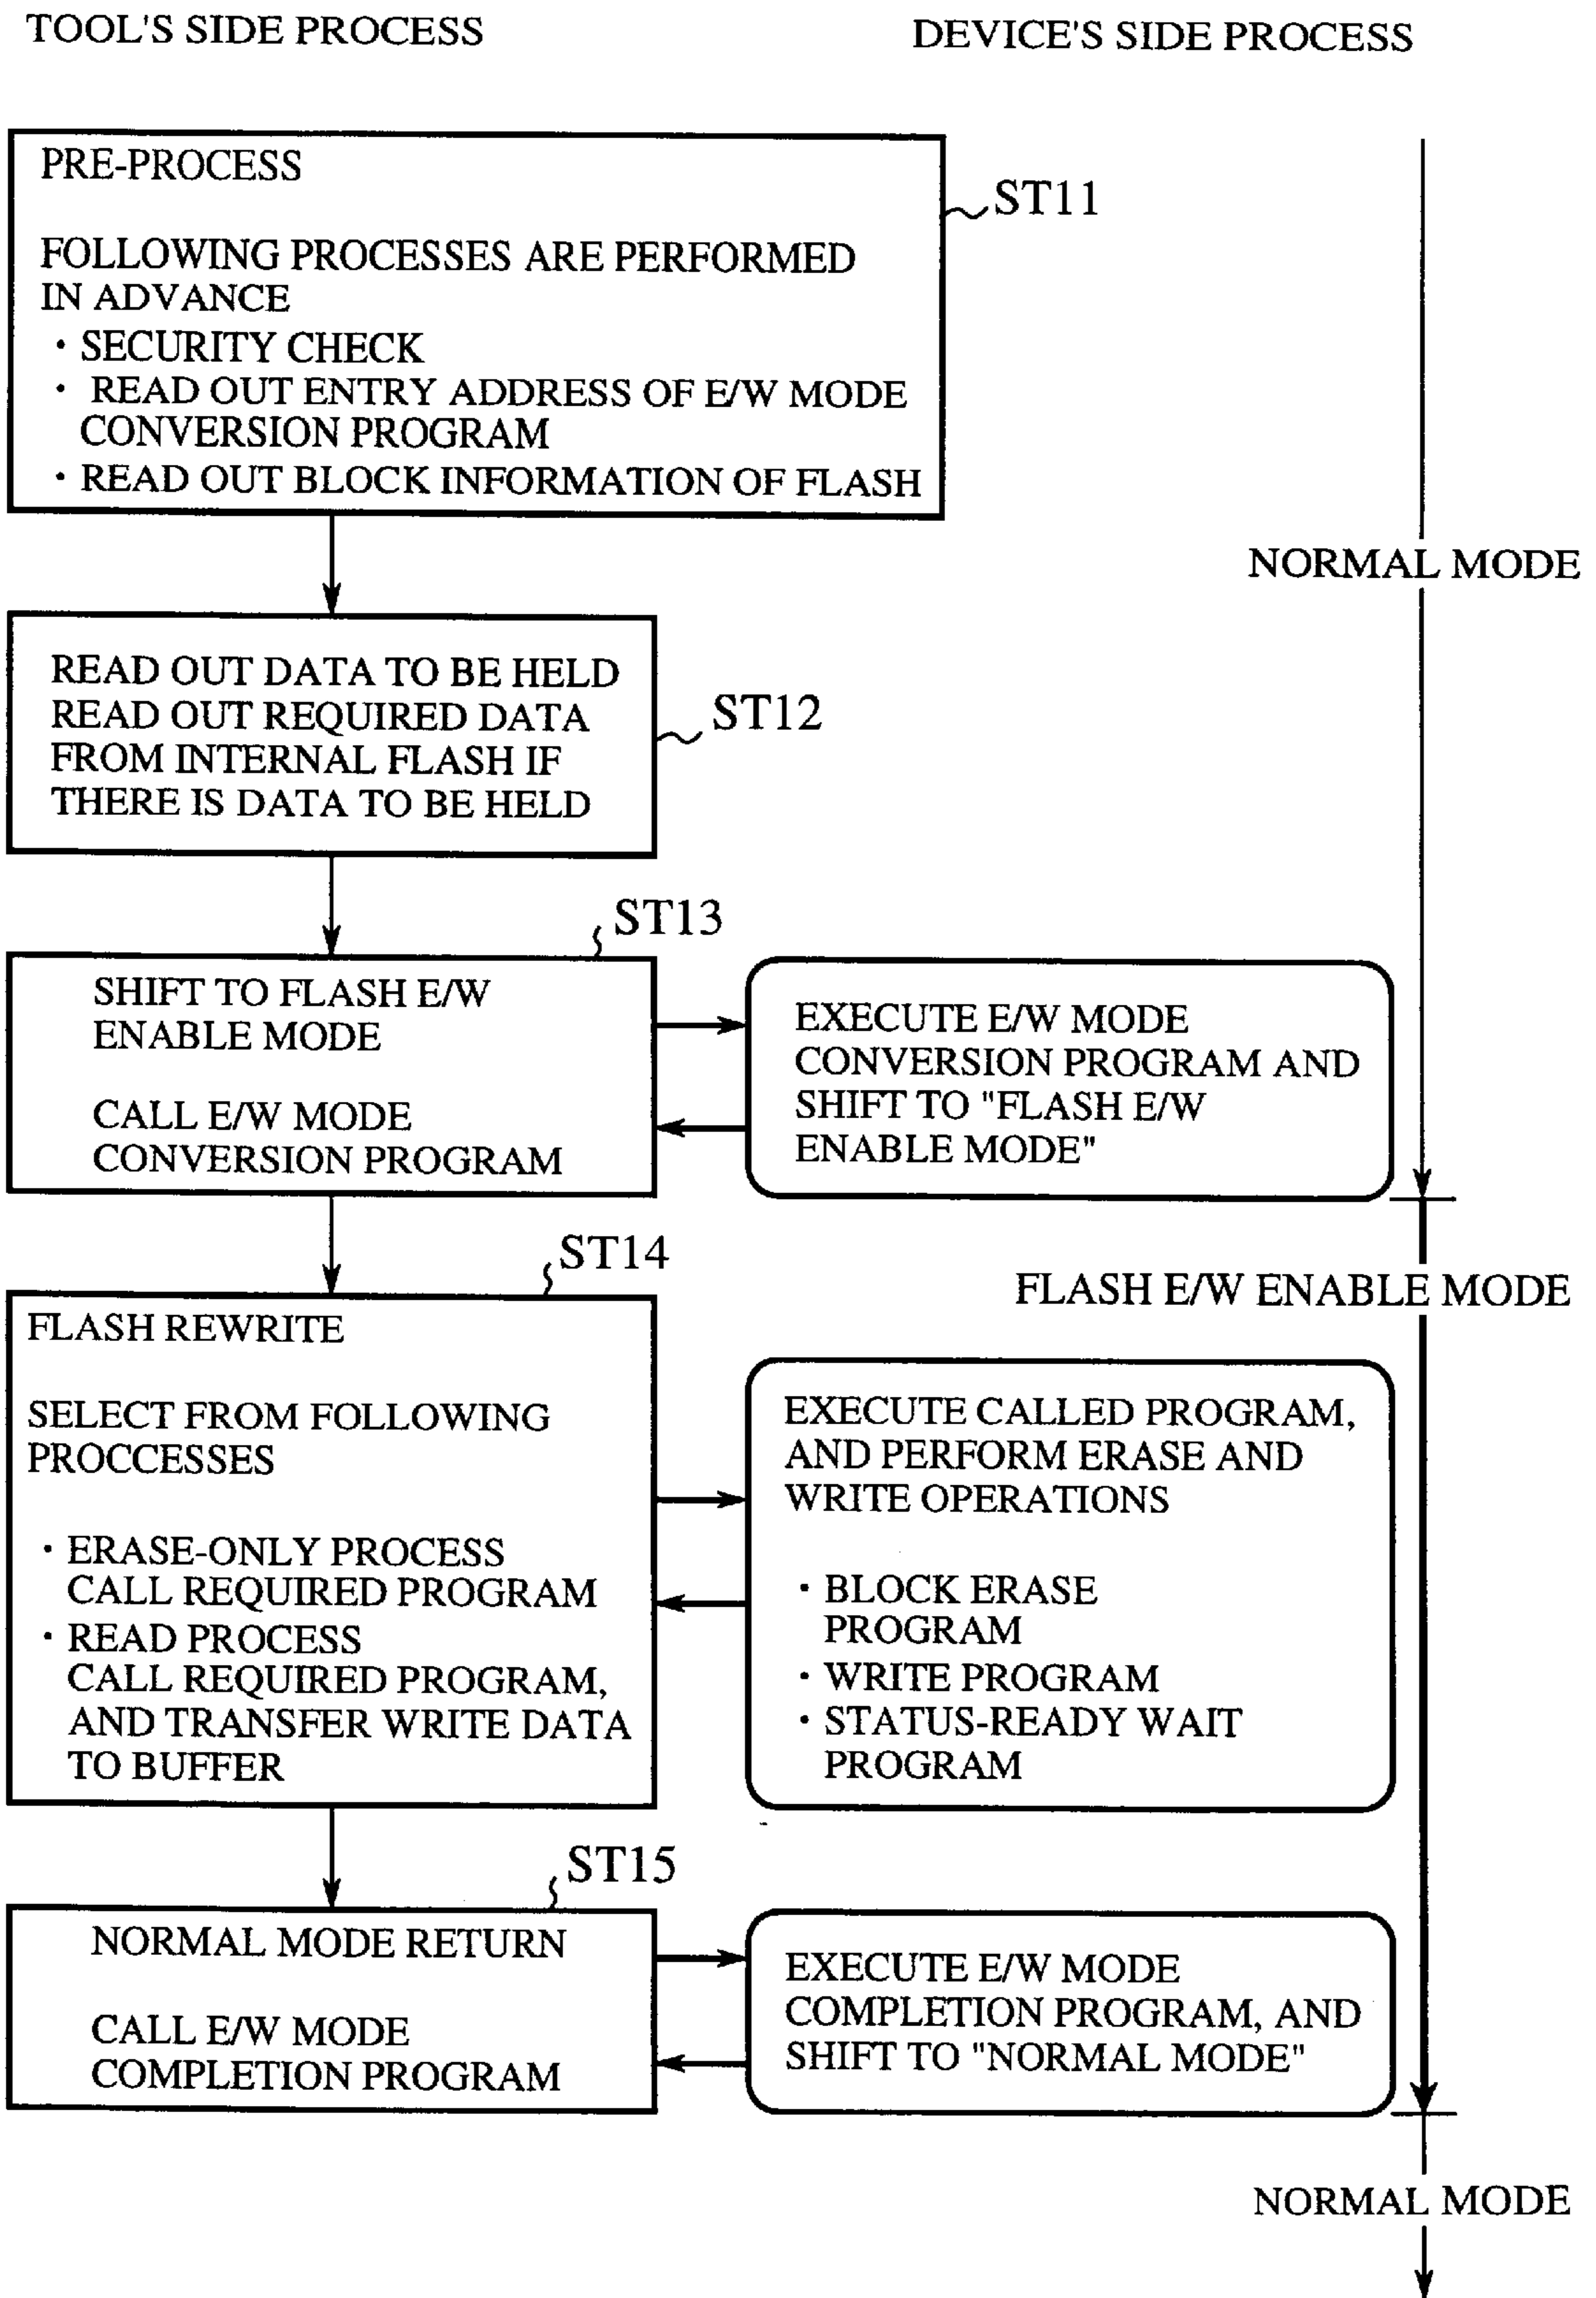 TOOL'S SIDE PROCESS
DEVICE'S SIDE PROCESS
PRE-PROCESS
FOLLOWING PROCESSES ARE PERFORMED
IN ADVANCE
· SECURITY CHECK
· READ OUT ENTRY ADDRESS OF E/W MODE
CONVERSION PROGRAM
· READ OUT BLOCK INFORMATION OF FLASH
ST11
NORMAL MODE
READ OUT DATA TO BE HELD
READ OUT REQUIRED DATA
FROM INTERNAL FLASH IF
THERE IS DATA TO BE HELD
ST12
ST13
SHIFT TO FLASH E/W
ENABLE MODE
CALL E/W MODE
CONVERSION PROGRAM
EXECUTE E/W MODE
CONVERSION PROGRAM AND
SHIFT TO "FLASH E/W
ENABLE MODE"
ST14
FLASH E/W ENABLE MODE
FLASH REWRITE
SELECT FROM FOLLOWING
PROCCESSES
· ERASE-ONLY PROCESS
CALL REQUIRED PROGRAM
· READ PROCESS
CALL REQUIRED PROGRAM,
AND TRANSFER WRITE DATA
TO BUFFER
EXECUTE CALLED PROGRAM,
AND PERFORM ERASE AND
WRITE OPERATIONS
· BLOCK ERASE
PROGRAM
· WRITE PROGRAM
· STATUS-READY WAIT
PROGRAM
ST15
NORMAL MODE RETURN
CALL E/W MODE
COMPLETION PROGRAM
EXECUTE E/W MODE
COMPLETION PROGRAM, AND
SHIFT TO "NORMAL MODE"
NORMAL MODE